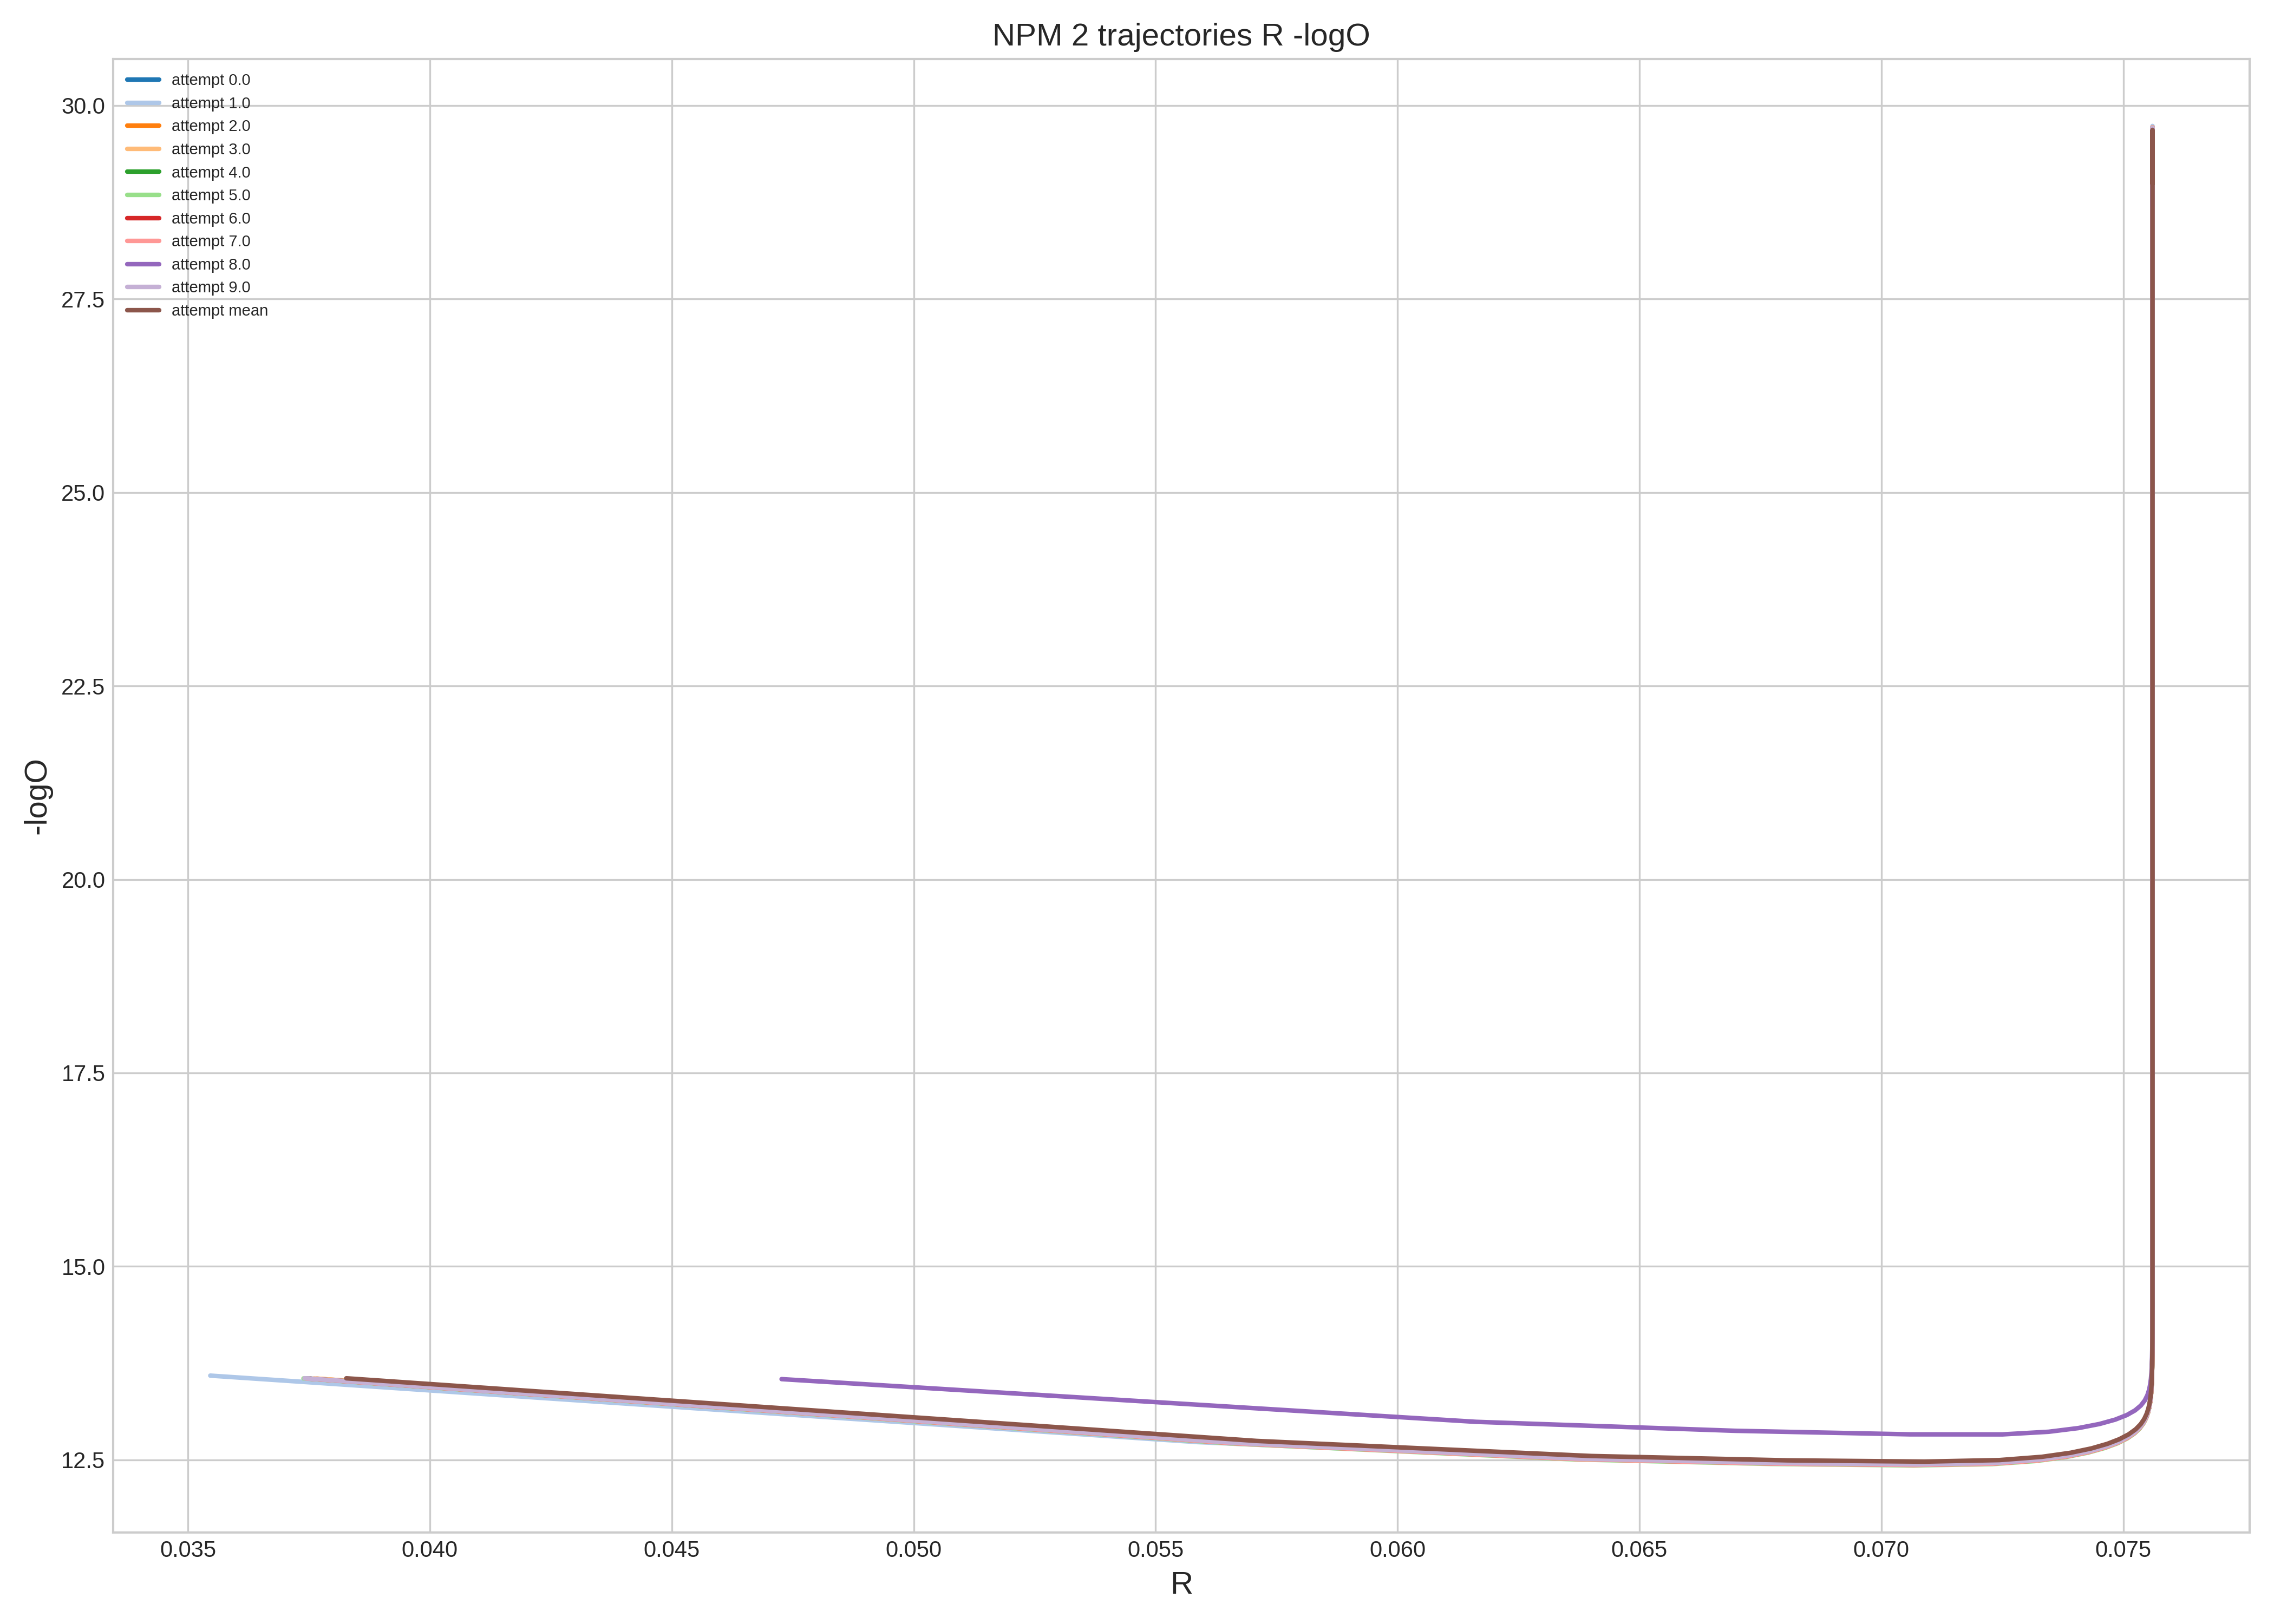 NPM 2 trajectories R -logO
attempt 0.0
attempt 1.0
attempt 2.0
attempt 3.0
attempt 4.0
attempt 5.0
attempt 6.0
attempt 7.0
attempt 8.0
attempt 9.0
attempt mean
30.0
27.5
25.0
22.5
20.0
17.5
15.0
12.5
-logO
0.035 0.040 0.045 0.050 0.055 0.060 0.065 0.070 0.075
R